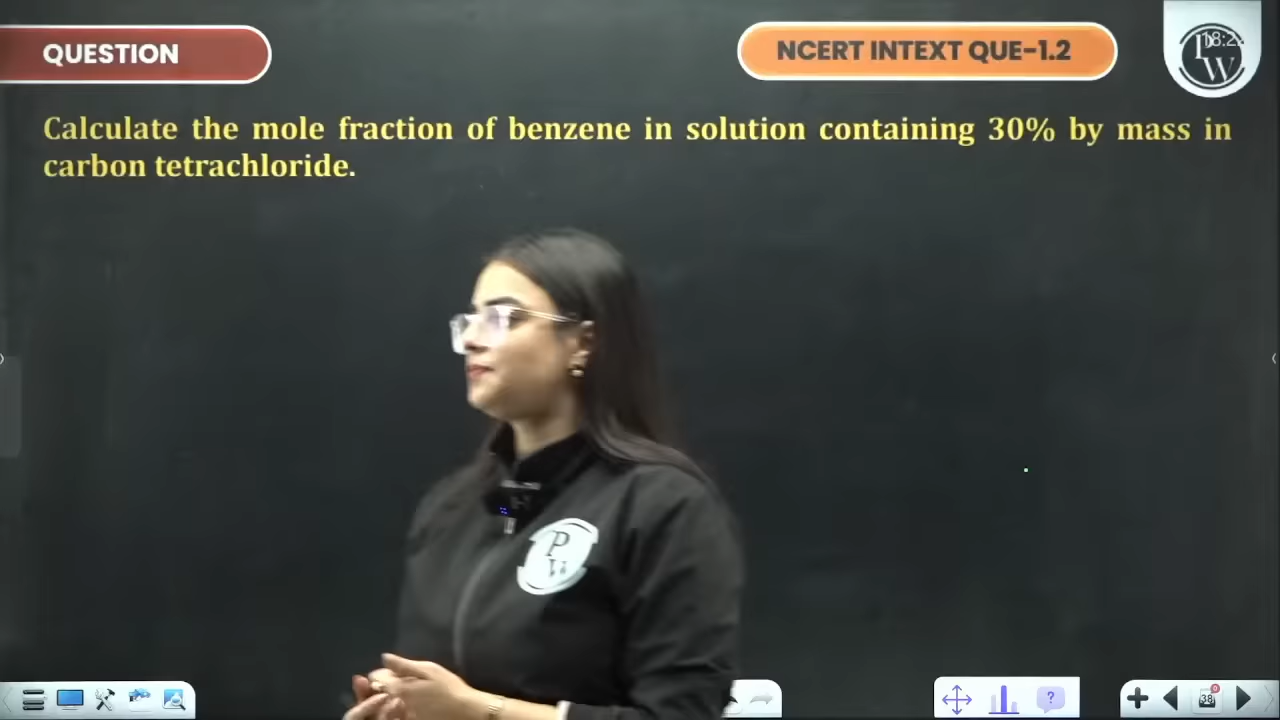 QUESTION
NCERT INTEXT QUE-1.2
Calculate the mole fraction of benzene in solution containing 30% by mass in
carbon tetrachloride.
P
W
38